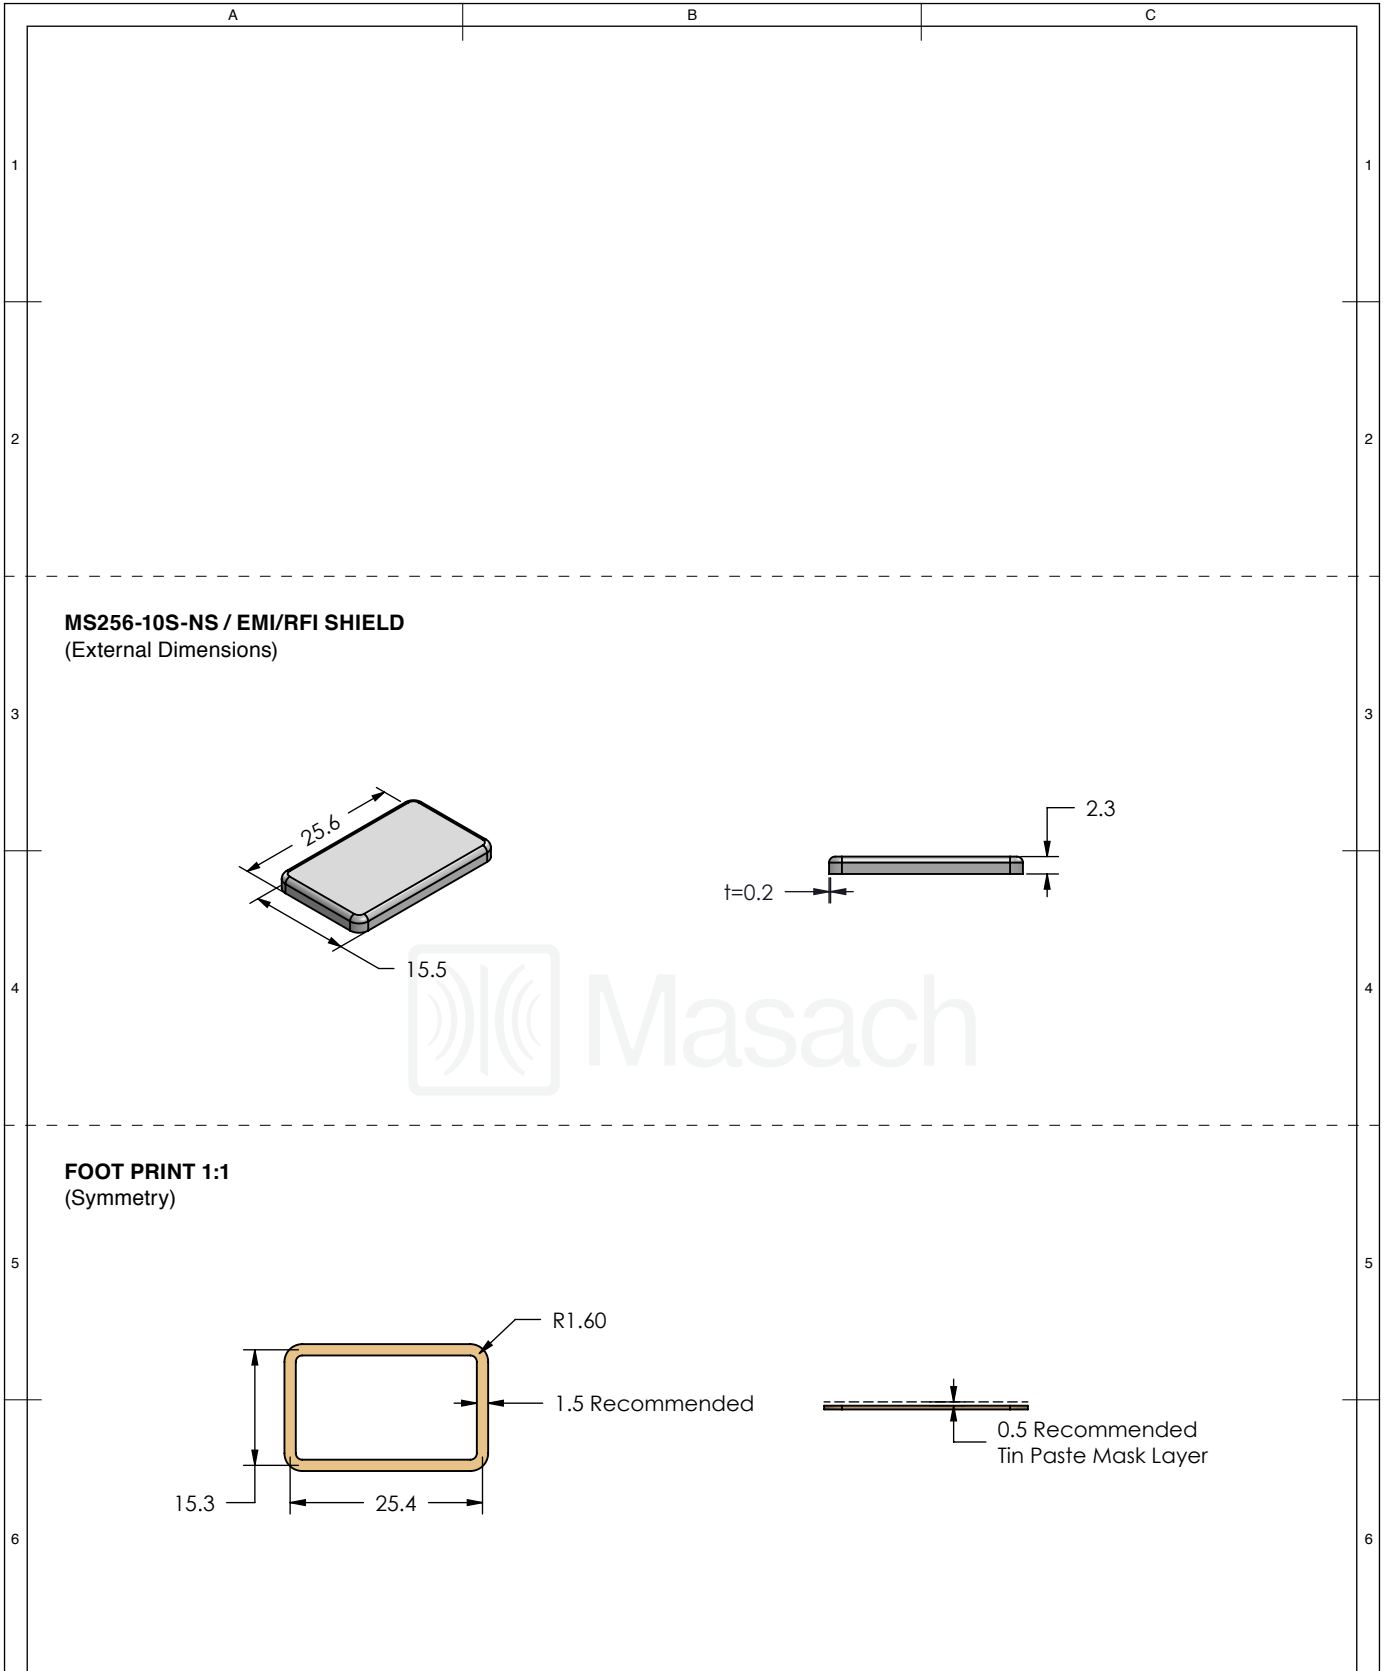 A
B
C
1
1
2
2
MS256-10S-NS / EMI/RFI SHIELD
(External Dimensions)
3
3
25.6
2.3
t=0.2
15.5
4
4
Masach
FOOT PRINT 1:1
(Symmetry)
5
5
R1.60
1.5 Recommended
0.5 Recommended
Tin Paste Mask Layer
15.3
25.4
6
6